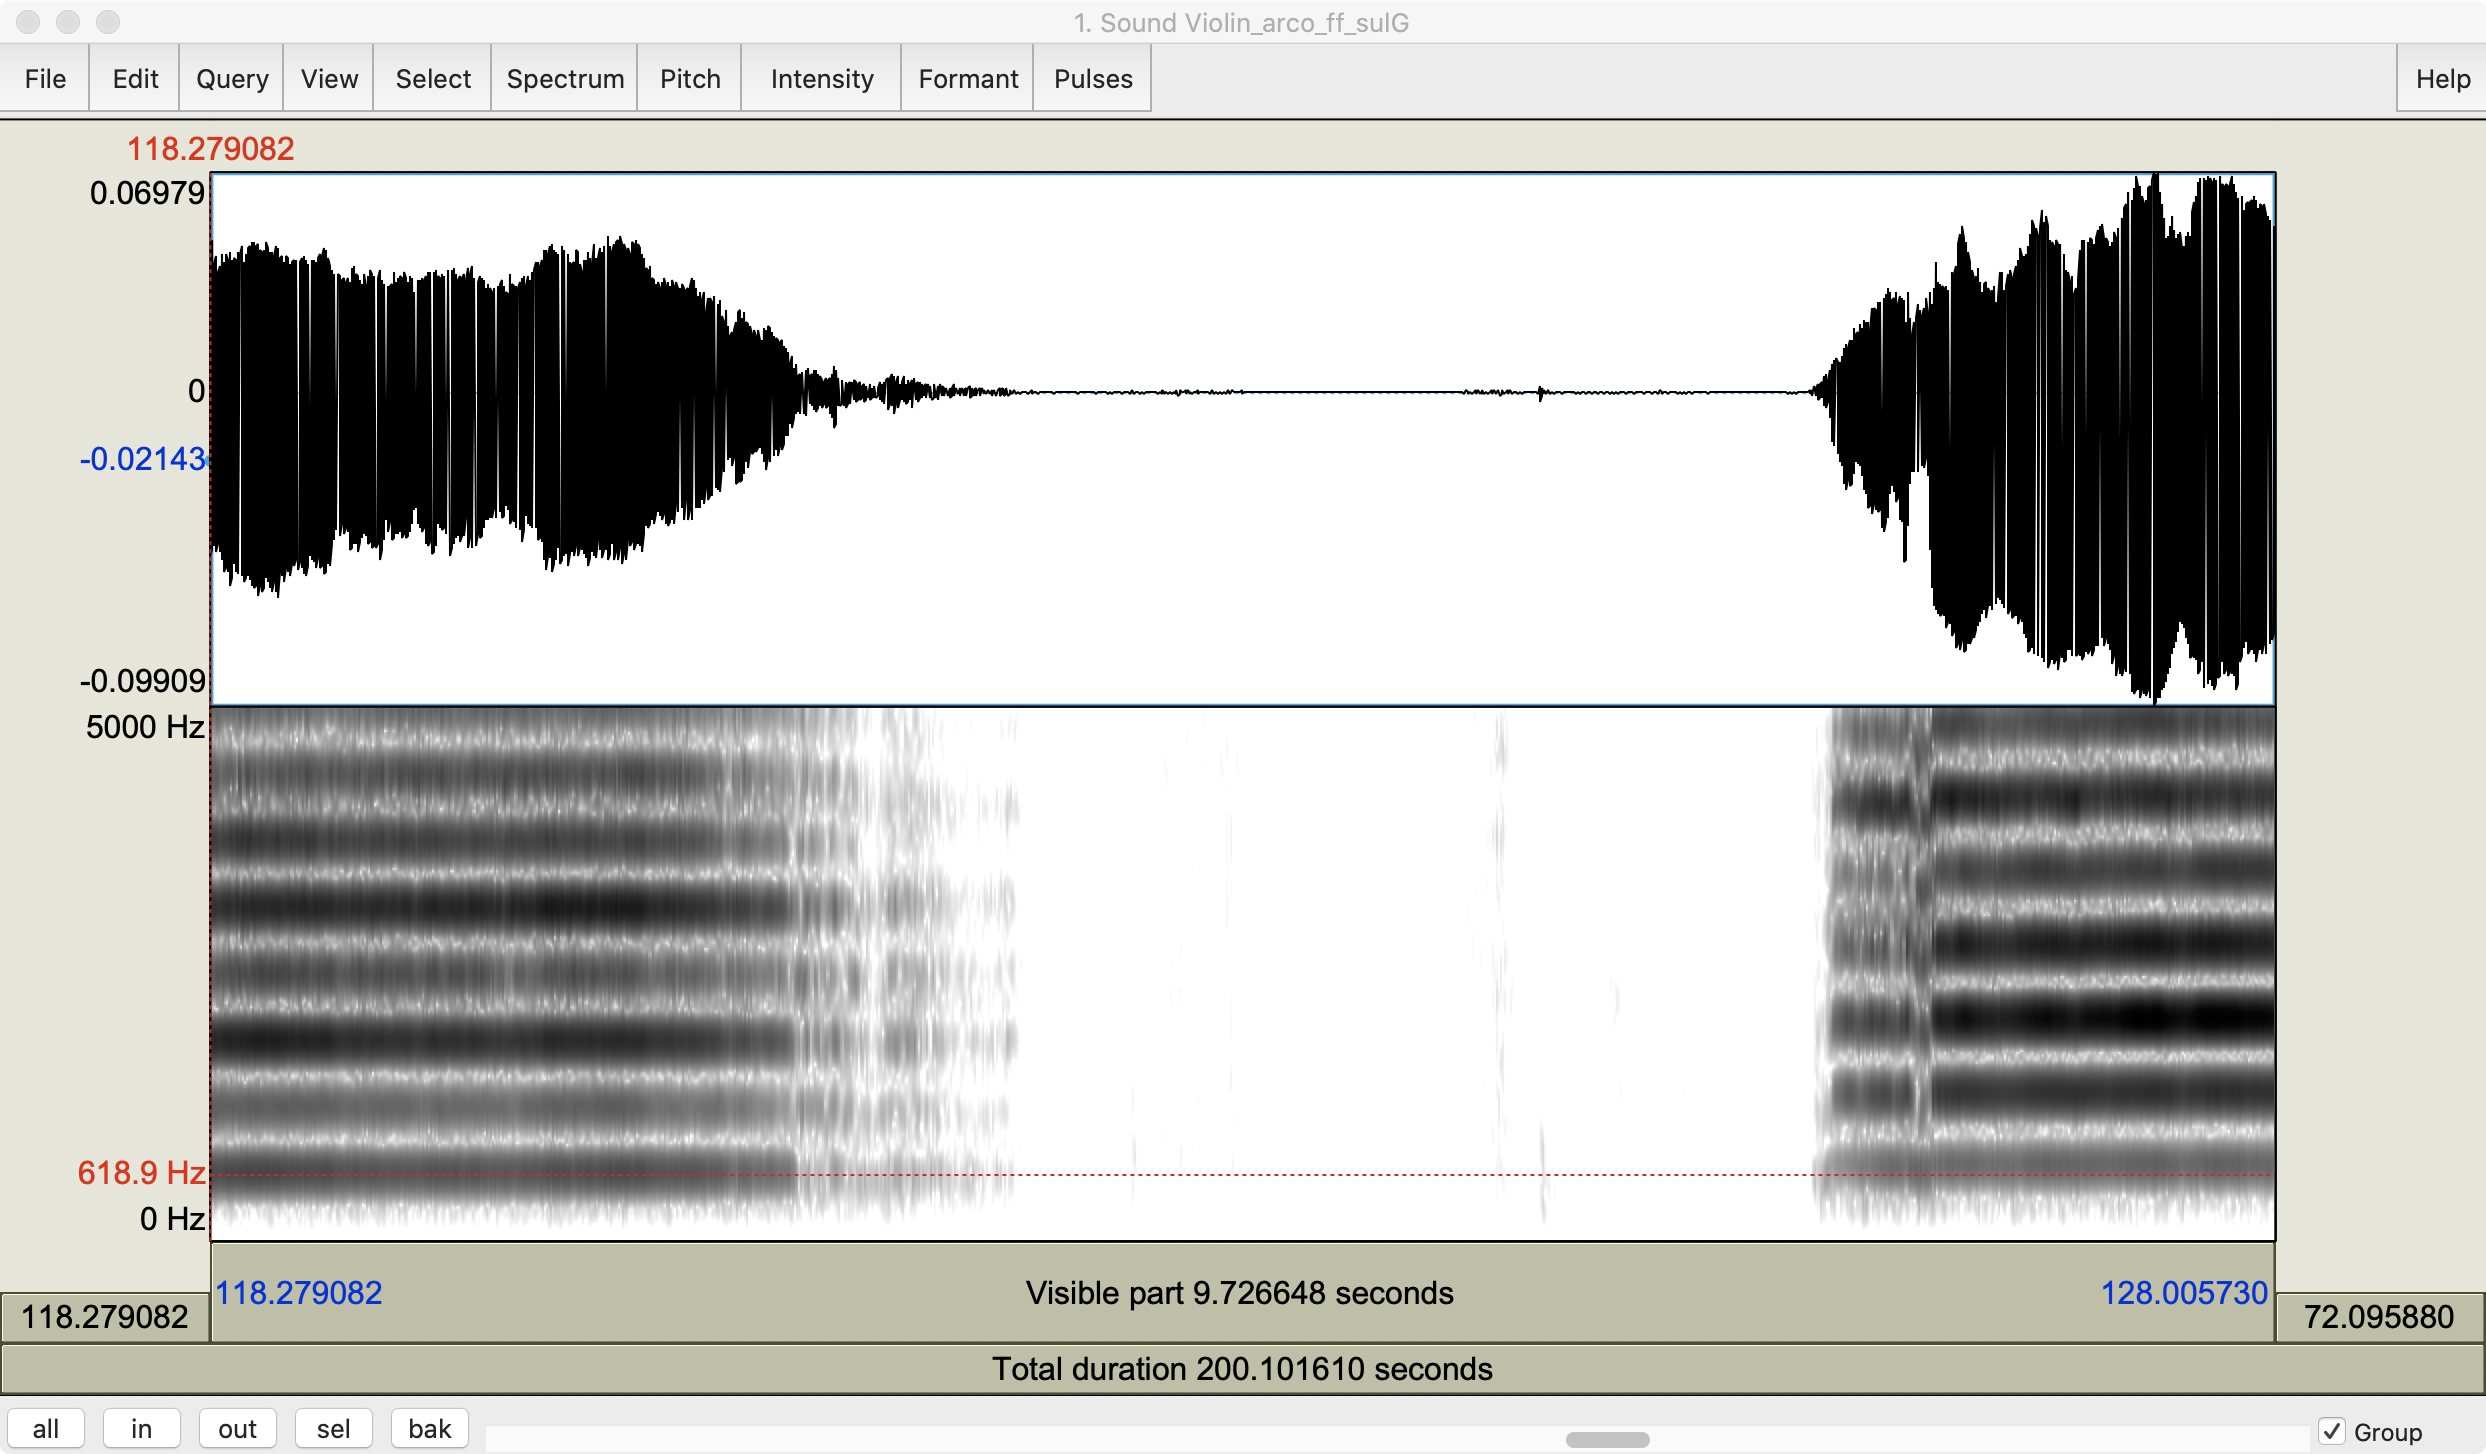 1. Sound Violin_arco_ff_sulG
File Edit Query View Select Spectrum Pitch Intensity Formant Pulses Help
118.279082
0.06979
0
-0.02143
-0.09909
5000 Hz
618.9 Hz
0 Hz
118.279082 Visible part 9.726648 seconds 128.005730
118.279082 72.095880
Total duration 200.101610 seconds
all in out sel bak Group